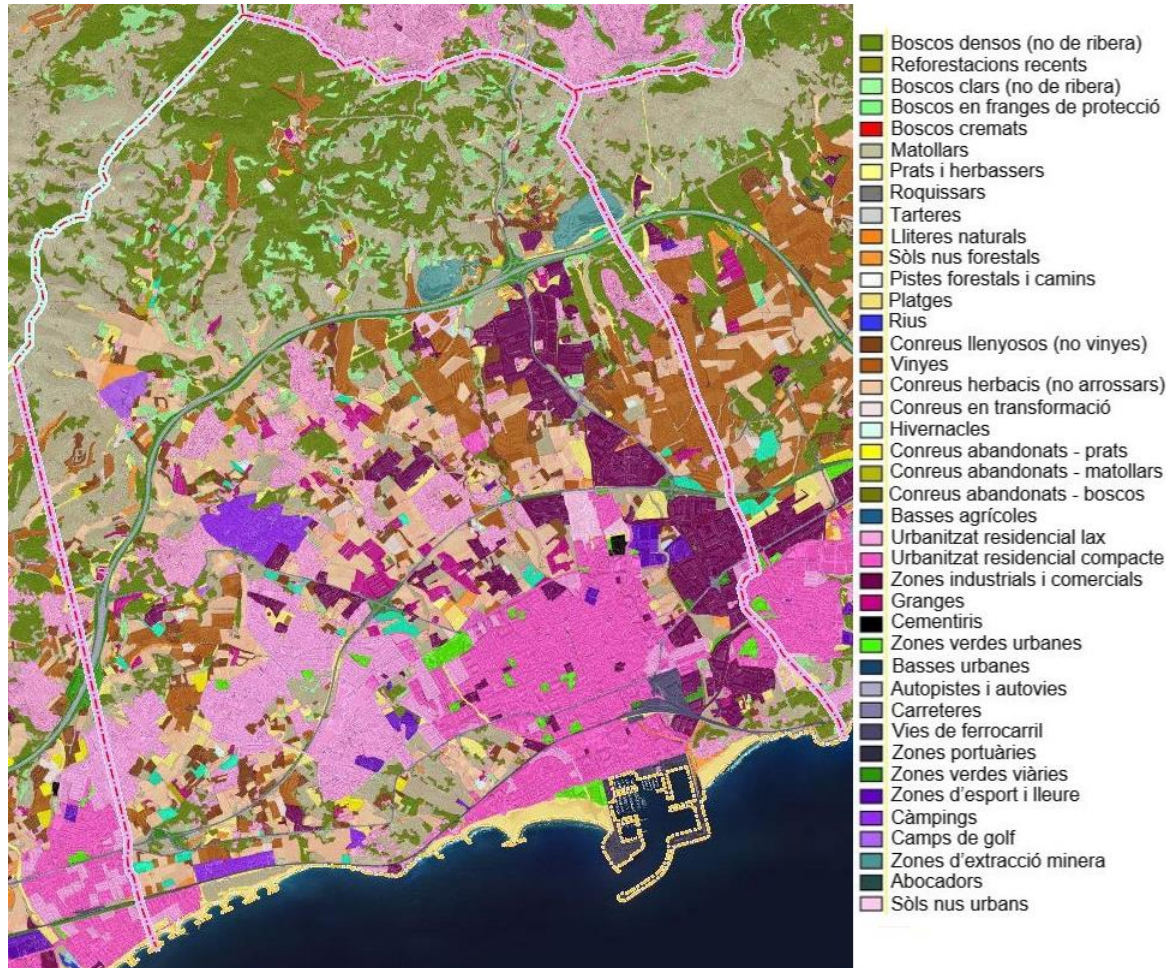 Boscos densos (no de ribera)
Reforestacions recents
Boscos clars (no de ribera)
Boscos en franges de protecció
Boscos cremats
Matollars
Prats i herbassers
Roquissars
Tarteres
Lliteres naturals
Sòls nus forestals
Pistes forestals i camins
Platges
Rius
Conreus llenyosos (no vinyes)
Vinyes
Conreus herbacis (no arrossars)
Conreus en transformació
Hivernacles
Conreus abandonats - prats
Conreus abandonats - matollars
Conreus abandonats - boscos
Basses agrícoles
Urbanitzat residencial lax
Urbanitzat residencial compacte
Zones industrials i comercials
Granges
Cementiris
Zones verdes urbanes
Basses urbanes
Autopistes i autovies
Carreteres
Vies de ferrocarril
Zones portuàries
Zones verdes viàries
Zones d'esport i lleure
Càmpings
Camps de golf
Zones d'extracció minera
Abocadors
Sòls nus urbans